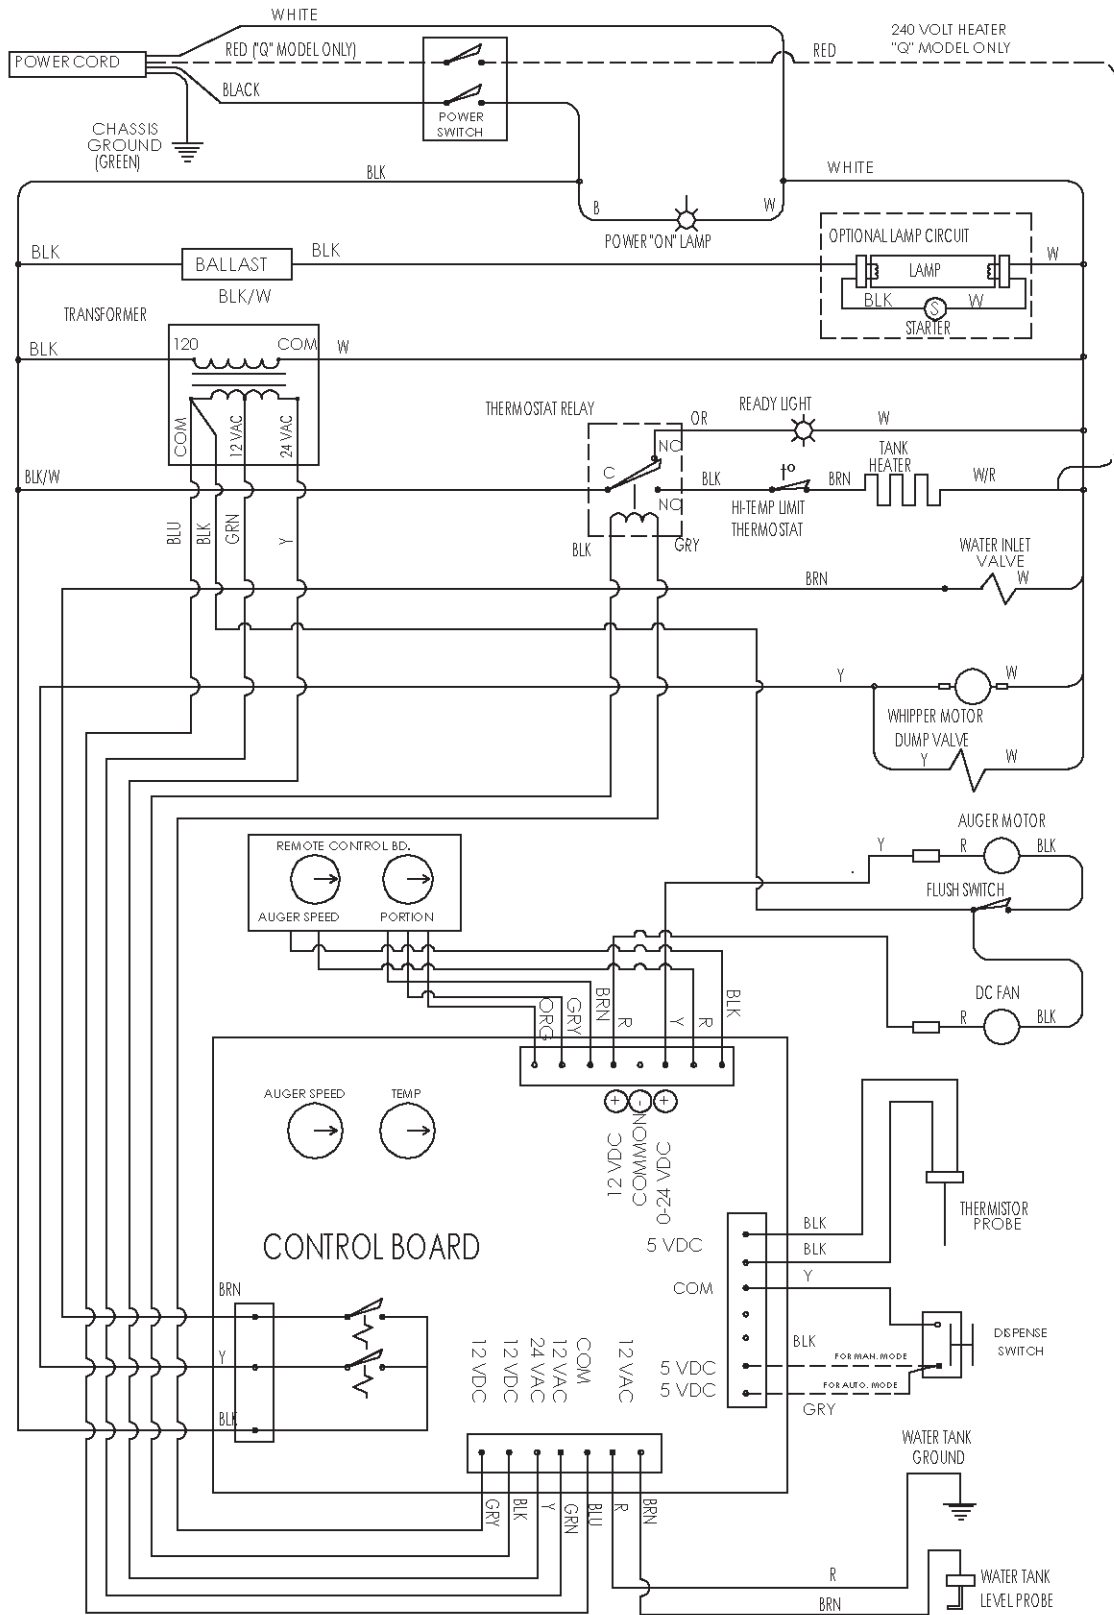 WHITE
240 VOLT HEATER
"Q" MODEL ONLY
POWER CORD
RED ("Q" MODEL ONLY)
RED
BLACK
POWER
SWITCH
CHASSIS
GROUND
(GREEN)
BLK
WHITE
B
W
POWER "ON" LAMP
OPTIONAL LAMP CIRCUIT
BLK
BALLAST
BLK
LAMP
W
BLK/W
BLK
S
W
STARTER
TRANSFORMER
BLK
120
COM
W
THERMOSTAT RELAY
READY LIGHT
OR
W
COM
12 VAC
24 VAC
NC
C
TANK
HEATER
BLK/W
BLK
t°
BRN
W/R
NO
HI-TEMP LIMIT
THERMOSTAT
BLU
BLK
GRN
Y
BLK
GRY
WATER INLET
VALVE
BRN
W
Y
W
WHIPPER MOTOR
DUMP VALVE
Y
W
REMOTE CONTROL BD.
AUGER SPEED
PORTION
AUGER MOTOR
Y
R
BLK
FLUSH SWITCH
DC FAN
R
BLK
ORG
GRY
BRN
R
Y
R
BLK
AUGER SPEED
TEMP
+
-
+
12 VDC
COMMON
0-24 VDC
THERMISTOR
PROBE
CONTROL BOARD
BLK
5 VDC
BLK
Y
COM
BRN
Y
BLK
12 VDC
12 VDC
24 VAC
12 VAC
COM
12 VAC
BLK
5 VDC
5 VDC
FOR MAN. MODE
FOR AUTO. MODE
GRY
DISPENSE
SWITCH
WATER TANK
GROUND
GRY
BLK
Y
GRN
BLU
R
BRN
R
BRN
WATER TANK
LEVEL PROBE